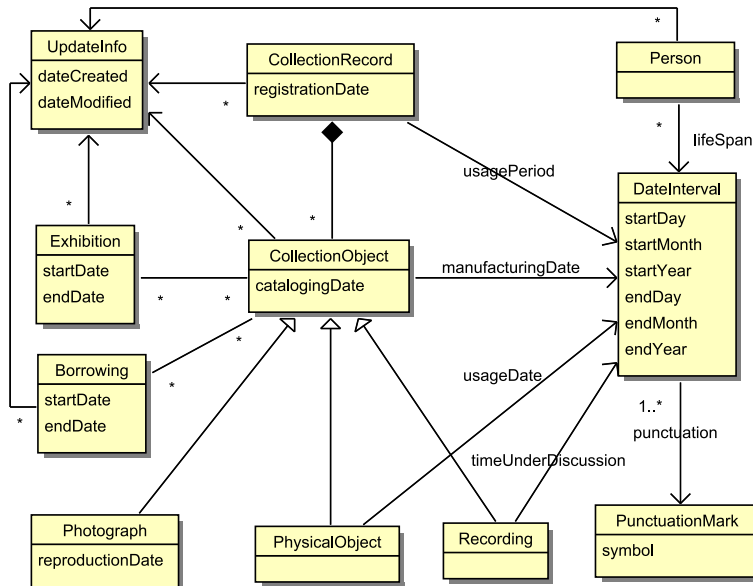 *
UpdateInfo
dateCreated
dateModified
CollectionRecord
registrationDate
Person
*
*
lifeSpan
usagePeriod
DateInterval
startDay
startMonth
startYear
endDay
endMonth
endYear
*
*
*
Exhibition
startDate
endDate
CollectionObject
catalogingDate
manufacturingDate
*
*
*
*
Borrowing
startDate
endDate
*
usageDate
1..*
punctuation
timeUnderDiscussion
Photograph
reproductionDate
PhysicalObject
Recording
PunctuationMark
symbol